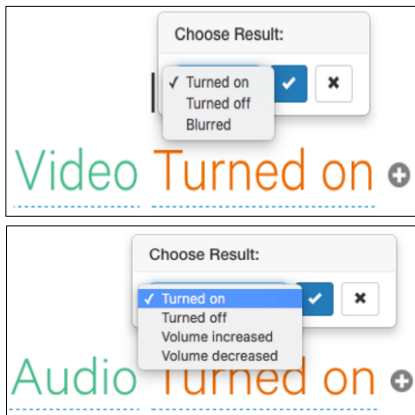 Choose Result:
✓ Turned on
Turned off
Blurred
Video Turned on
Choose Result:
✓ Turned on
Turned off
Volume increased
Volume decreased
Audio Turned on